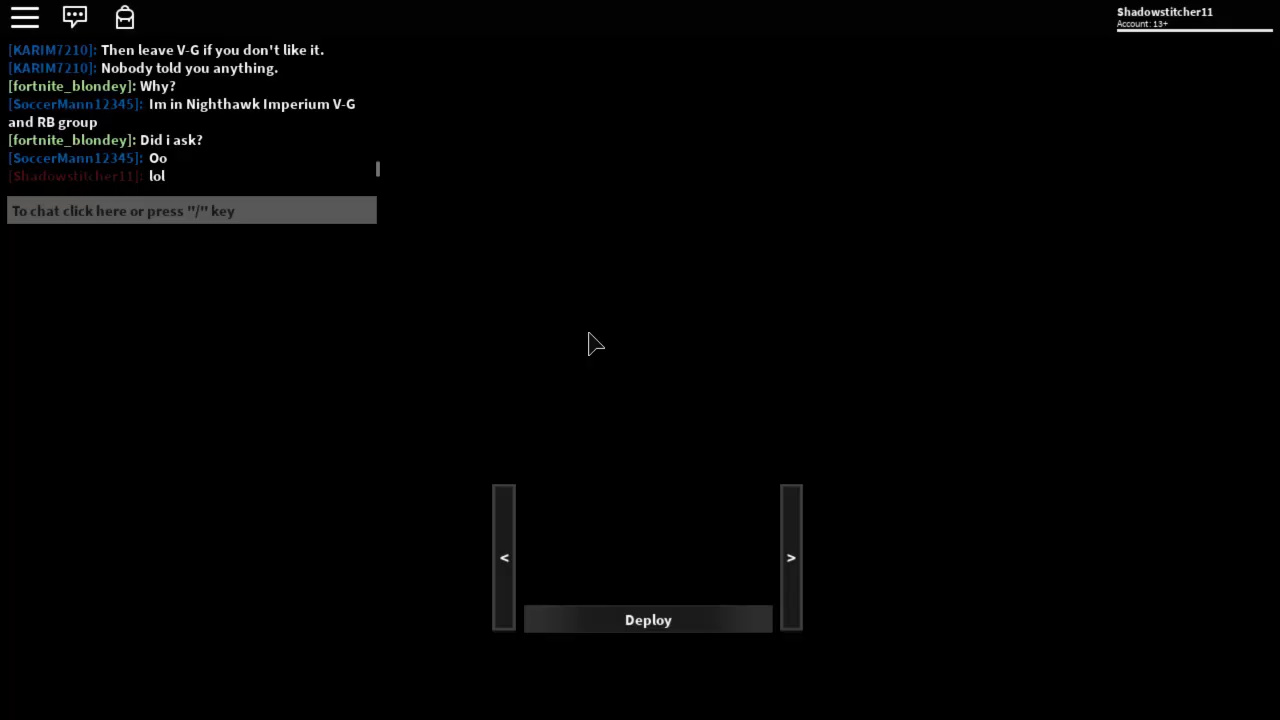 Shadowstitcher11
Account: 13+
[KARIM7210]: Then leave V-G if you don't like it.
[KARIM7210]: Nobody told you anything.
[fortnite_blondey]: Why?
[SoccerMann12345]: Im in Nighthawk Imperium V-G
and RB group
[fortnite_blondey]: Did i ask?
[SoccerMann12345]: Oo
[Shadowstitcher11]: lol
To chat click here or press "/" key
<
>
Deploy